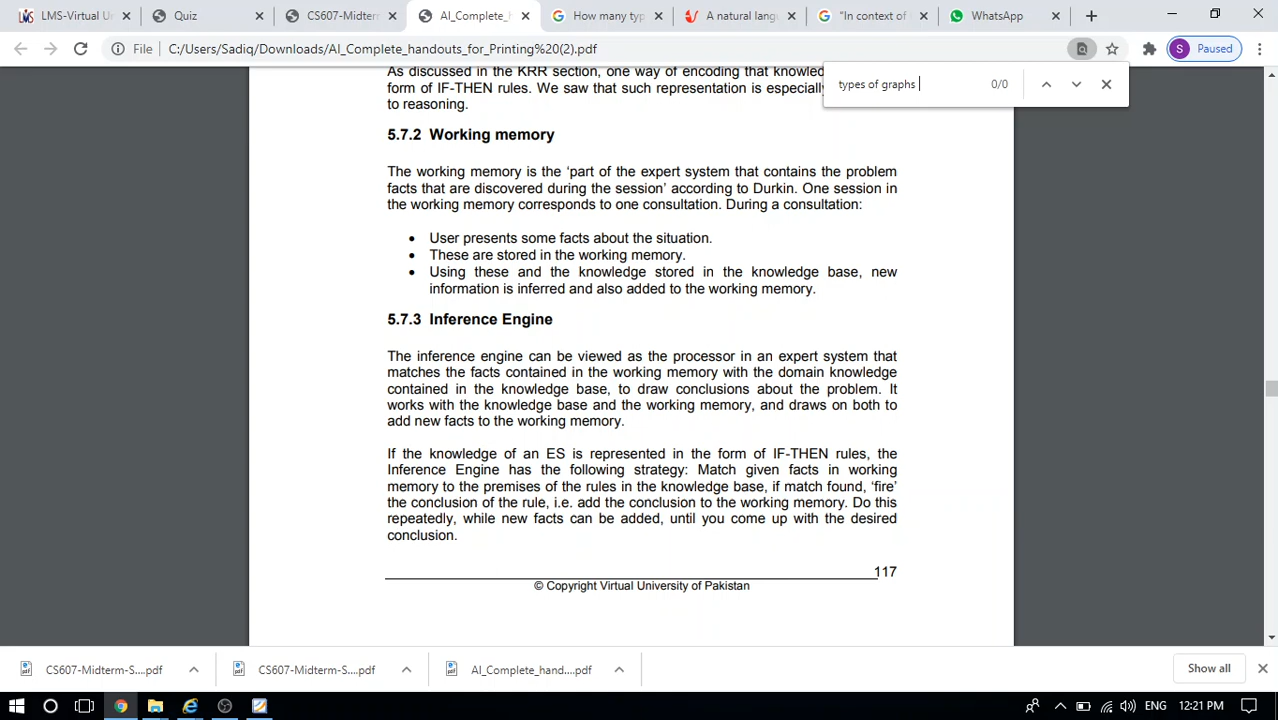 LMS-Virtual U
Quiz
CS607-Midterm
AI_Complete_h
How many typ
A natural lang
"In context of
WhatsApp
File
C:/Users/Sadiq/Downloads/AI_Complete_handouts_for_Printing%20(2).pdf
S
Paused
types of graphs
0/0
As discussed in the KRR section, one way of encoding that knowled
form of IF-THEN rules. We saw that such representation is especially
to reasoning.
5.7.2 Working memory
The working memory is the ‘part of the expert system that contains the problem
facts that are discovered during the session’ according to Durkin. One session in
the working memory corresponds to one consultation. During a consultation:
• User presents some facts about the situation.
• These are stored in the working memory.
• Using these and the knowledge stored in the knowledge base, new
information is inferred and also added to the working memory.
5.7.3 Inference Engine
The inference engine can be viewed as the processor in an expert system that
matches the facts contained in the working memory with the domain knowledge
contained in the knowledge base, to draw conclusions about the problem. It
works with the knowledge base and the working memory, and draws on both to
add new facts to the working memory.
If the knowledge of an ES is represented in the form of IF-THEN rules, the
Inference Engine has the following strategy: Match given facts in working
memory to the premises of the rules in the knowledge base, if match found, ‘fire’
the conclusion of the rule, i.e. add the conclusion to the working memory. Do this
repeatedly, while new facts can be added, until you come up with the desired
conclusion.
117
© Copyright Virtual University of Pakistan
CS607-Midterm-S....pdf
CS607-Midterm-S....pdf
AI_Complete_hand....pdf
Show all
ENG
12:21 PM